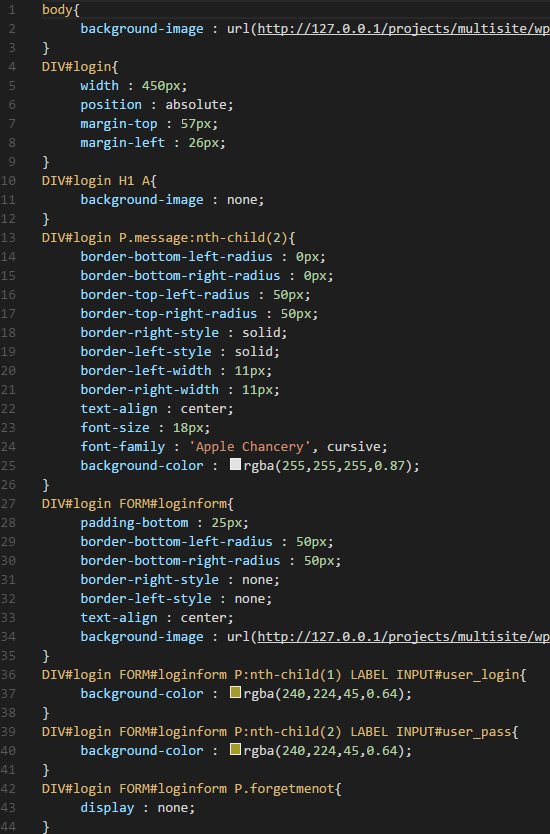 1 body{
2 background-image : url(http://127.0.0.1/projects/multisite/wp
3 }
4 DIV#login{
5 width : 450px;
6 position : absolute;
7 margin-top : 57px;
8 margin-left : 26px;
9 }
10 DIV#login H1 A{
11 background-image : none;
12 }
13 DIV#login P.message:nth-child(2){
14 border-bottom-left-radius : 0px;
15 border-bottom-right-radius : 0px;
16 border-top-left-radius : 50px;
17 border-top-right-radius : 50px;
18 border-right-style : solid;
19 border-left-style : solid;
20 border-left-width : 11px;
21 border-right-width : 11px;
22 text-align : center;
23 font-size : 18px;
24 font-family : 'Apple Chancery', cursive;
25 background-color : rgba(255,255,255,0.87);
26 }
27 DIV#login FORM#loginform{
28 padding-bottom : 25px;
29 border-bottom-left-radius : 50px;
30 border-bottom-right-radius : 50px;
31 border-right-style : none;
32 border-left-style : none;
33 text-align : center;
34 background-image : url(http://127.0.0.1/projects/multisite/wp
35 }
36 DIV#login FORM#loginform P:nth-child(1) LABEL INPUT#user_login{
37 background-color : rgba(240,224,45,0.64);
38 }
39 DIV#login FORM#loginform P:nth-child(2) LABEL INPUT#user_pass{
40 background-color : rgba(240,224,45,0.64);
41 }
42 DIV#login FORM#loginform P.forgetmenot{
43 display : none;
44 }